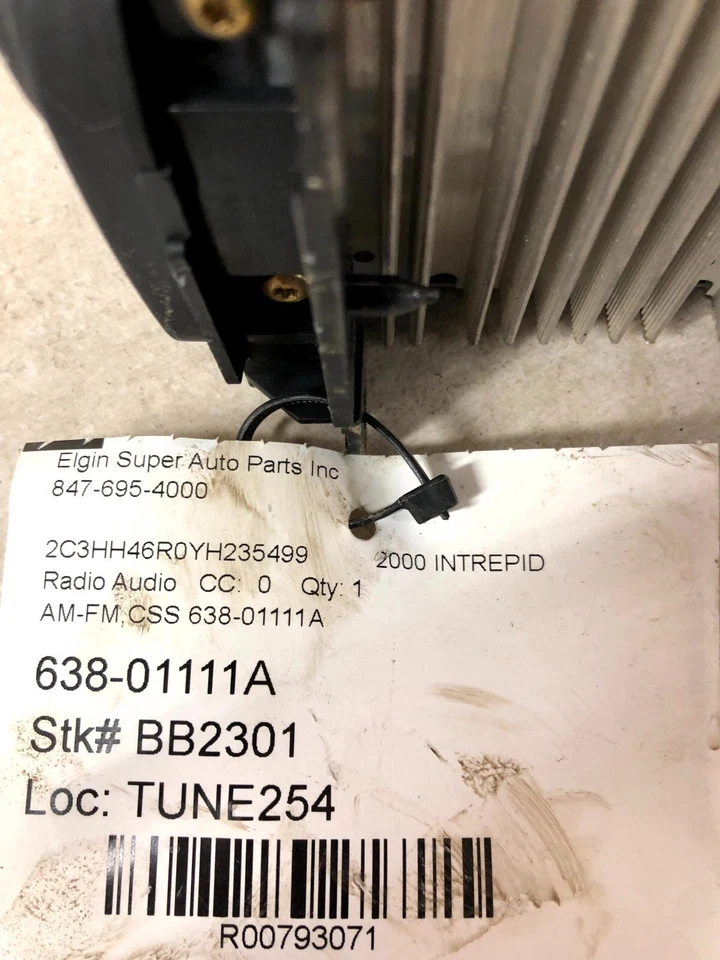 Elgin Super Auto Parts Inc
847-695-4000
2C3HH46R0YH235499 2000 INTREPID
Radio Audio CC: 0 Qty: 1
AM-FM,CSS 638-01111A
638-01111A
Stk# BB2301
Loc: TUNE254
R00793071